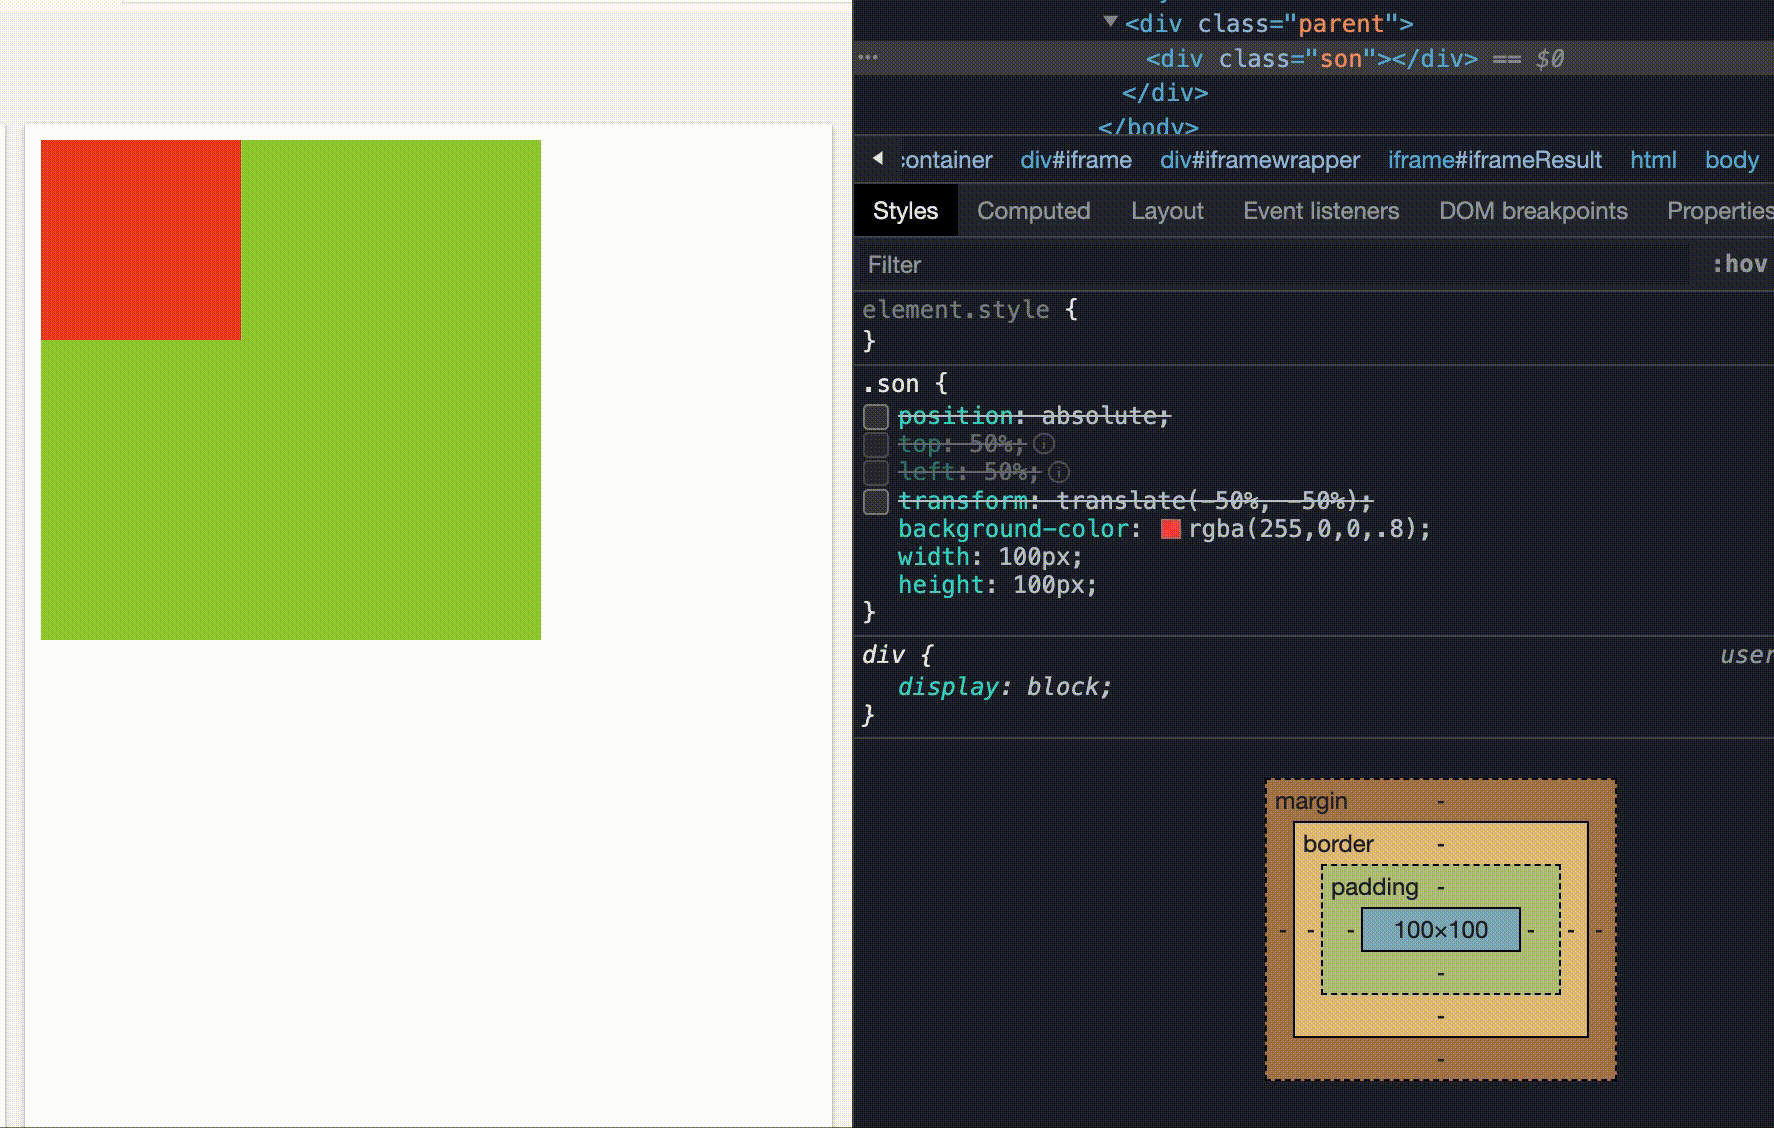 <div class="parent">
… <div class="son"></div> == $0
</div>
</body>
container div#iframe div#iframewrapper iframe#iframeResult html body
Styles Computed Layout Event listeners DOM breakpoints Properties
Filter :hov
element.style {
}
.son {
position: absolute;
top: 50%;
left: 50%;
transform: translate(-50%, -50%);
background-color: rgba(255,0,0,.8);
width: 100px;
height: 100px;
}
div { user
display: block;
}
margin -
border -
padding -
- - - 100×100 - - -
-
-
-